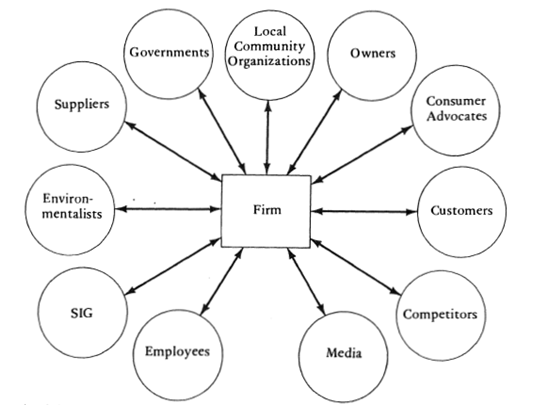 Governments
Local
Community
Organizations
Owners
Suppliers
Consumer
Advocates
Environ-
mentalists
Firm
Customers
SIG
Competitors
Employees
Media